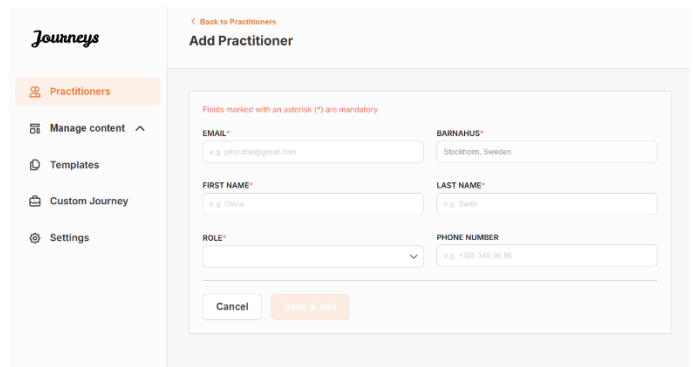 Journeys
Back to Practitioners
Add Practitioner
Practitioners
Manage content
Templates
Custom Journey
Settings
Fields marked with an asterisk (*) are mandatory
EMAIL* BARNAHUS*
e.g. john.doe@gmail.com Stockholm, Sweden
FIRST NAME* LAST NAME*
e.g. Olivia e.g. Swith
ROLE* PHONE NUMBER
e.g. +385 345 56 86
Cancel Save & add